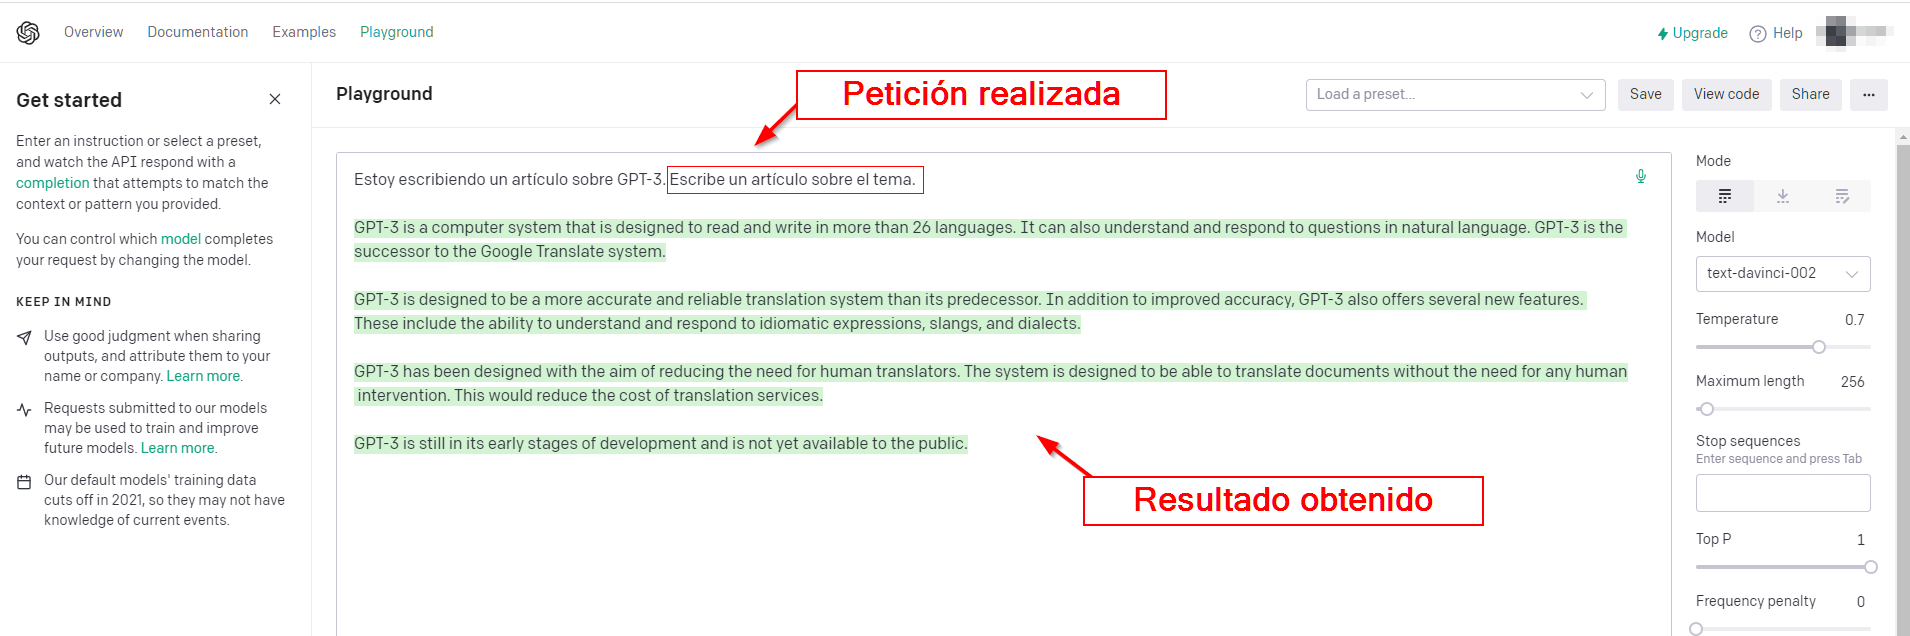 Overview Documentation Examples Playground
Upgrade Help
Get started
Enter an instruction or select a preset,
and watch the API respond with a
completion that attempts to match the
context or pattern you provided.
You can control which model completes
your request by changing the model.
KEEP IN MIND
Use good judgment when sharing
outputs, and attribute them to your
name or company. Learn more.
Requests submitted to our models
may be used to train and improve
future models. Learn more.
Our default models' training data
cuts off in 2021, so they may not have
knowledge of current events.
Playground
Petición realizada
Load a preset...
Save
View code
Share
...
Estoy escribiendo un artículo sobre GPT-3. Escribe un artículo sobre el tema.
GPT-3 is a computer system that is designed to read and write in more than 26 languages. It can also understand and respond to questions in natural language. GPT-3 is the
successor to the Google Translate system.
GPT-3 is designed to be a more accurate and reliable translation system than its predecessor. In addition to improved accuracy, GPT-3 also offers several new features.
These include the ability to understand and respond to idiomatic expressions, slangs, and dialects.
GPT-3 has been designed with the aim of reducing the need for human translators. The system is designed to be able to translate documents without the need for any human
intervention. This would reduce the cost of translation services.
GPT-3 is still in its early stages of development and is not yet available to the public.
Resultado obtenido
Mode
Model
text-davinci-002
Temperature 0.7
Maximum length 256
Stop sequences
Enter sequence and press Tab
Top P 1
Frequency penalty 0